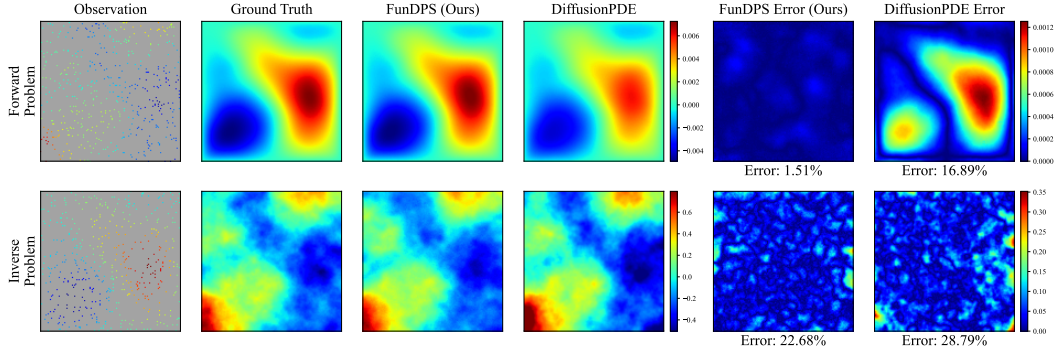 Observation
Ground Truth
FunDPS (Ours)
DiffusionPDE
FunDPS Error (Ours)
DiffusionPDE Error
Forward
Problem
0.006
0.004
0.002
0.000
−0.002
−0.004
0.0012
0.0010
0.0008
0.0006
0.0004
0.0002
0.0000
Error: 1.51%
Error: 16.89%
Inverse
Problem
0.6
0.4
0.2
0.0
−0.2
−0.4
0.35
0.30
0.25
0.20
0.15
0.10
0.05
0.00
Error: 22.68%
Error: 28.79%